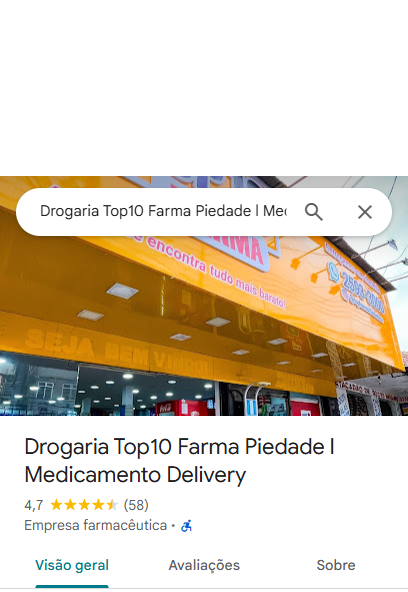 Drogaria Top10 Farma Piedade | Med
FARMA
encontra tudo mais barato!
SEJA BEM VINDO
Drogaria Top10 Farma Piedade |
Medicamento Delivery
4,7 (58)
Empresa farmacêutica ·
Visão geral Avaliações Sobre